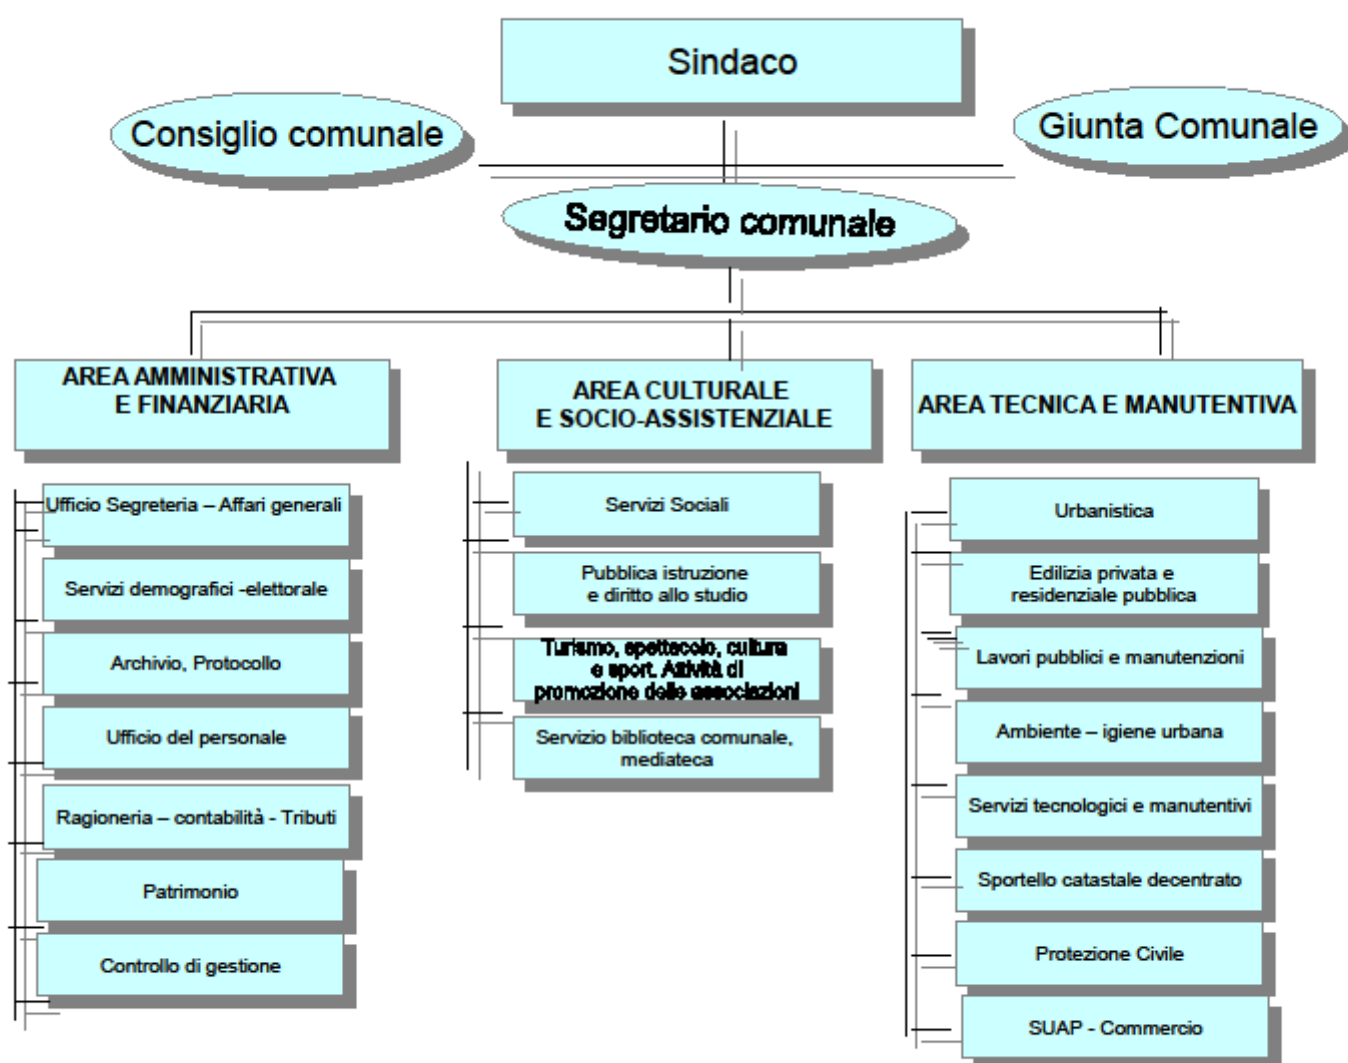 Sindaco
Consiglio comunale
Giunta Comunale
Segretario comunale
AREA AMMINISTRATIVA
E FINANZIARIA
Ufficio Segreteria – Affari generali
Servizi demografici -elettorale
Archivio, Protocollo
Ufficio del personale
Ragioneria – contabilità - Tributi
Patrimonio
Controllo di gestione
AREA CULTURALE
E SOCIO-ASSISTENZIALE
Servizi Sociali
Pubblica istruzione
e diritto allo studio
Turismo, spettacolo, cultura
e sport. Attività di
promozione delle associazioni
Servizio biblioteca comunale,
mediateca
AREA TECNICA E MANUTENTIVA
Urbanistica
Edilizia privata e
residenziale pubblica
Lavori pubblici e manutenzioni
Ambiente – igiene urbana
Servizi tecnologici e manutentivi
Sportello catastale decentrato
Protezione Civile
SUAP - Commercio